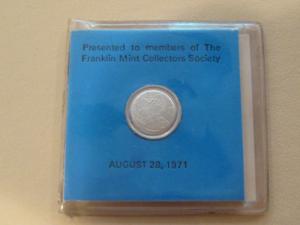 Presented to members of The
Franklin Mint Collectors Society
AUGUST 28, 1971